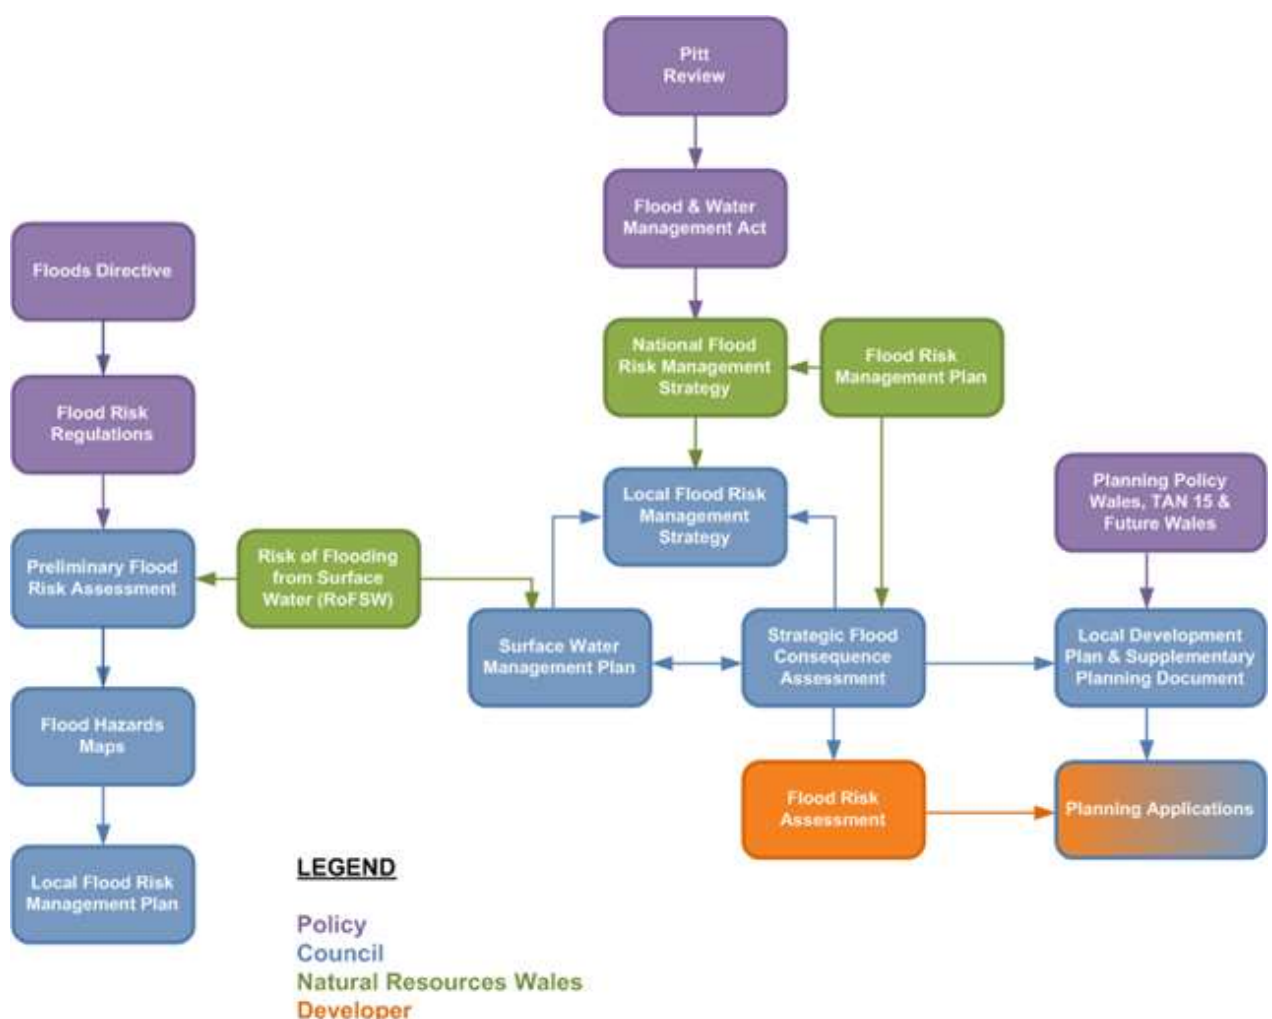 Pitt
Review
Flood & Water
Management Act
Floods Directive
National Flood
Risk Management
Strategy
Flood Risk
Management Plan
Flood Risk
Regulations
Local Flood Risk
Management
Strategy
Planning Policy
Wales, TAN 15 &
Future Wales
Preliminary Flood
Risk Assessment
Risk of Flooding
from Surface
Water (RoFSW)
Surface Water
Management Plan
Strategic Flood
Consequence
Assessment
Local Development
Plan & Supplementary
Planning Document
Flood Hazards
Maps
Flood Risk
Assessment
Planning Applications
Local Flood Risk
Management Plan
LEGEND
Policy
Council
Natural Resources Wales
Developer